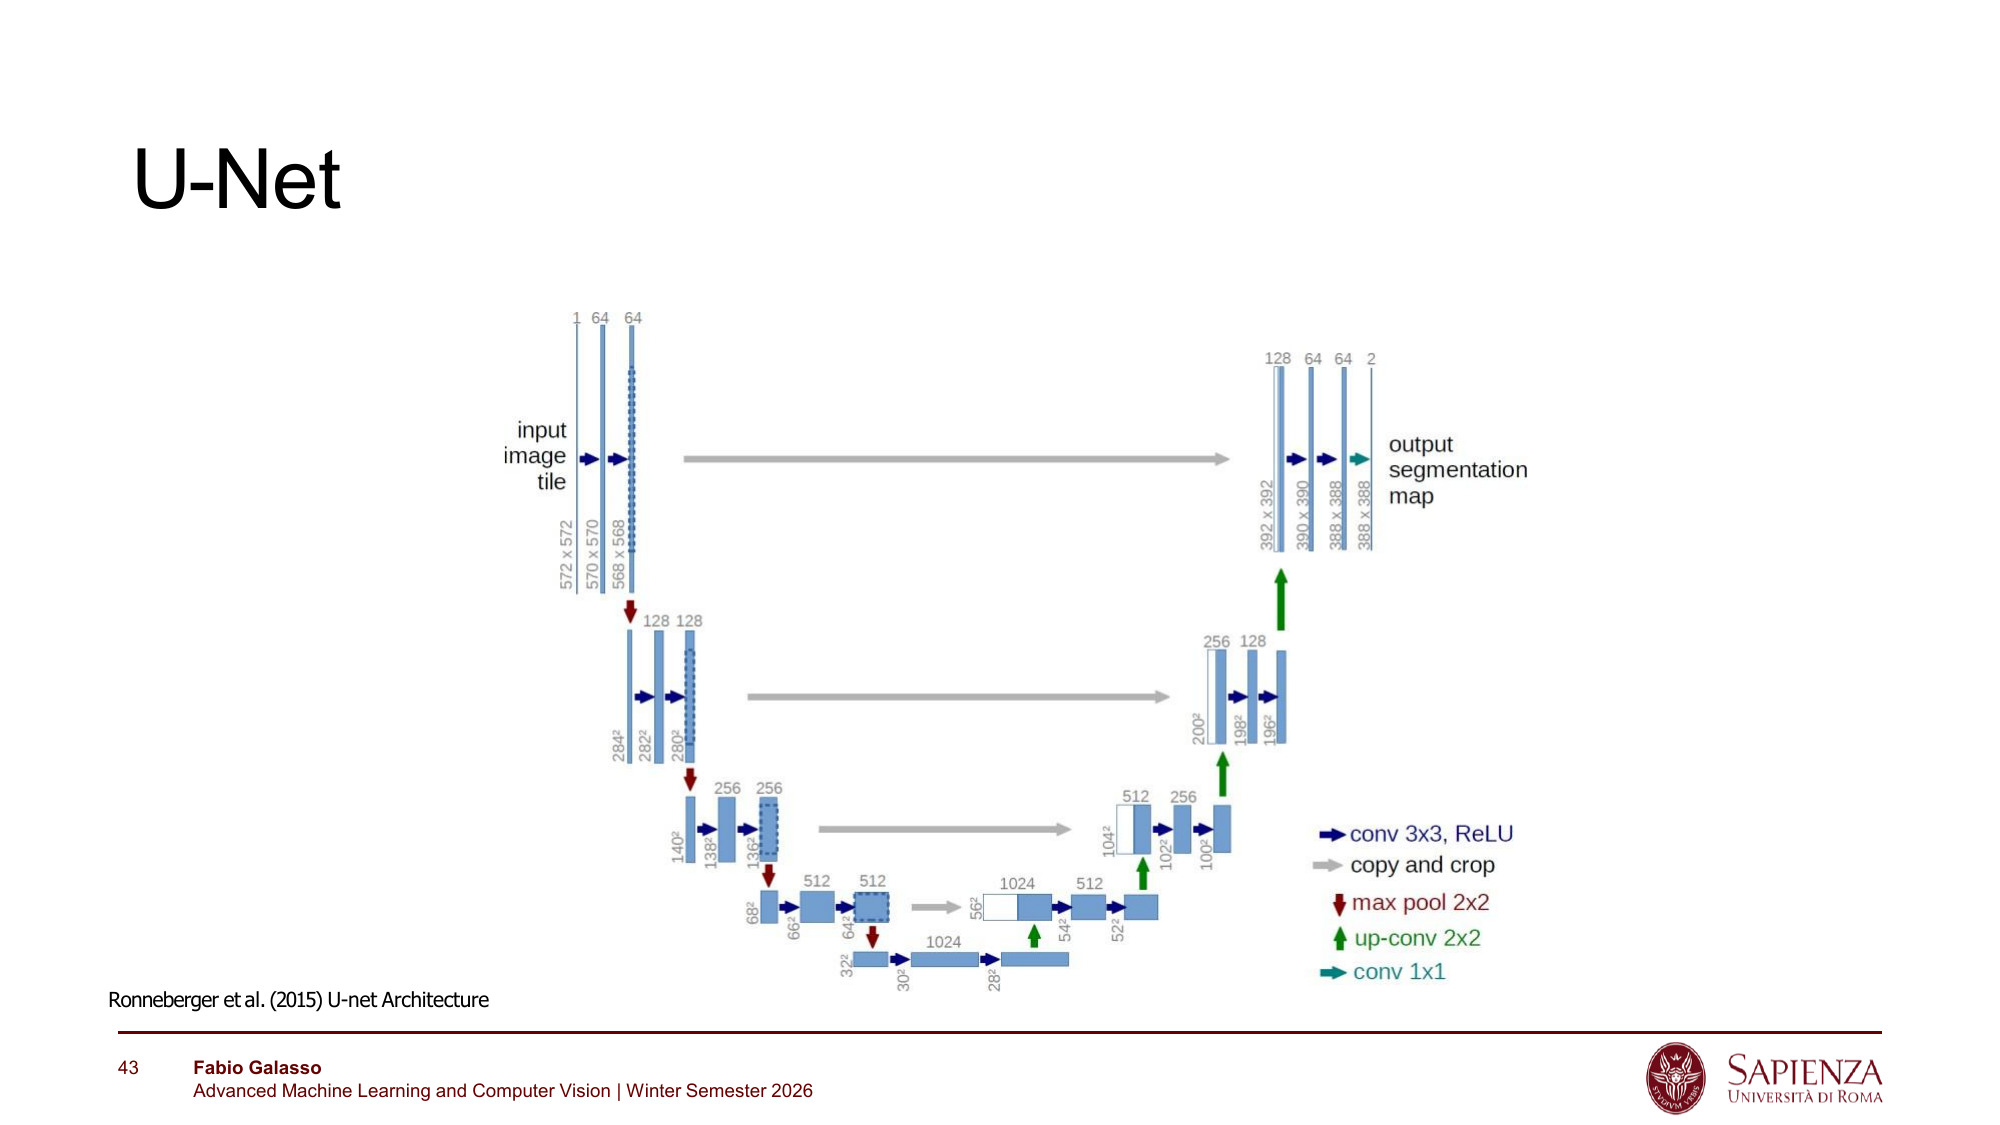 U-Net
1 64 64
input
image
tile
572 x 572
570 x 570
568 x 568
128 64 64 2
output
segmentation
map
392 x 392
390 x 390
388 x 388
388 x 388
128 128
284²
282²
280²
256 128
200²
198²
196²
256 256
140²
138²
136²
512 256
104²
102²
100²
512 512
68²
66²
64²
1024 512
56²
54²
52²
1024
32²
30²
28²
conv 3x3, ReLU
copy and crop
max pool 2x2
up-conv 2x2
conv 1x1
Ronneberger et al. (2015) U-net Architecture
43
Fabio Galasso
Advanced Machine Learning and Computer Vision | Winter Semester 2026
SAPIENZA
UNIVERSITÀ DI ROMA
STVDIVM VRBIS